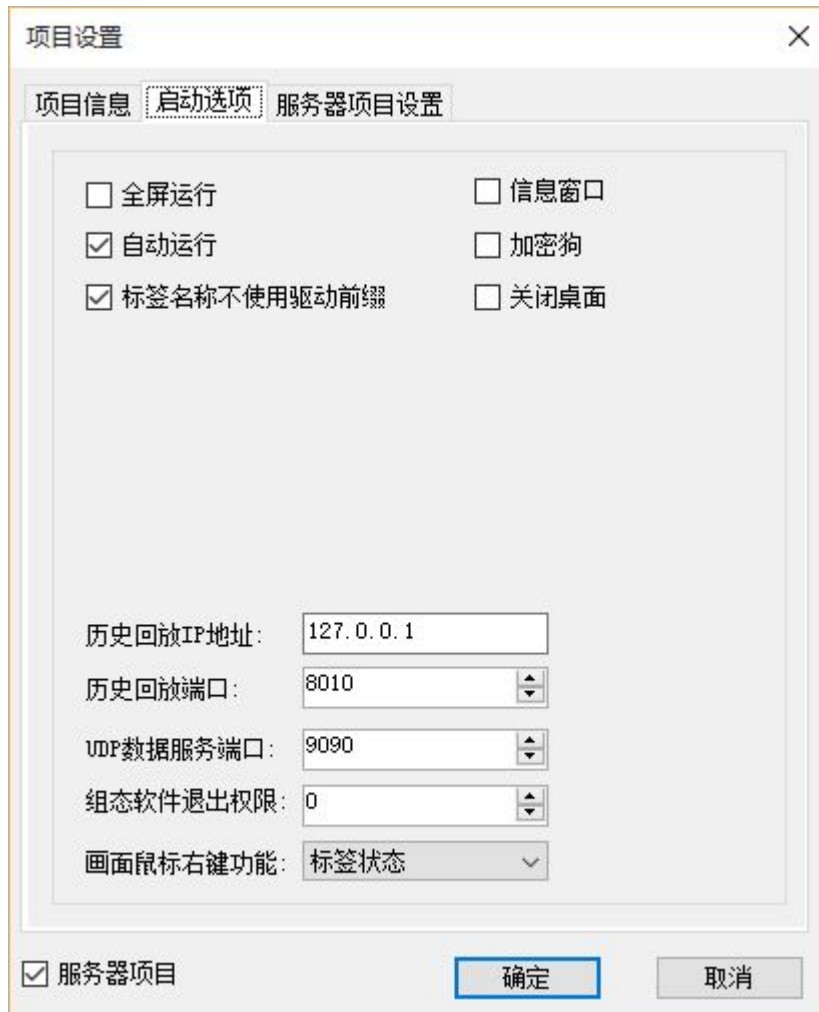 项目设置
项目信息 启动选项 服务器项目设置
全屏运行 信息窗口
自动运行 加密狗
标签名称不使用驱动前缀 关闭桌面
历史回放IP地址: 127.0.0.1
历史回放端口: 8010
UDP数据服务端口: 9090
组态软件退出权限: 0
画面鼠标右键功能: 标签状态
服务器项目 确定 取消